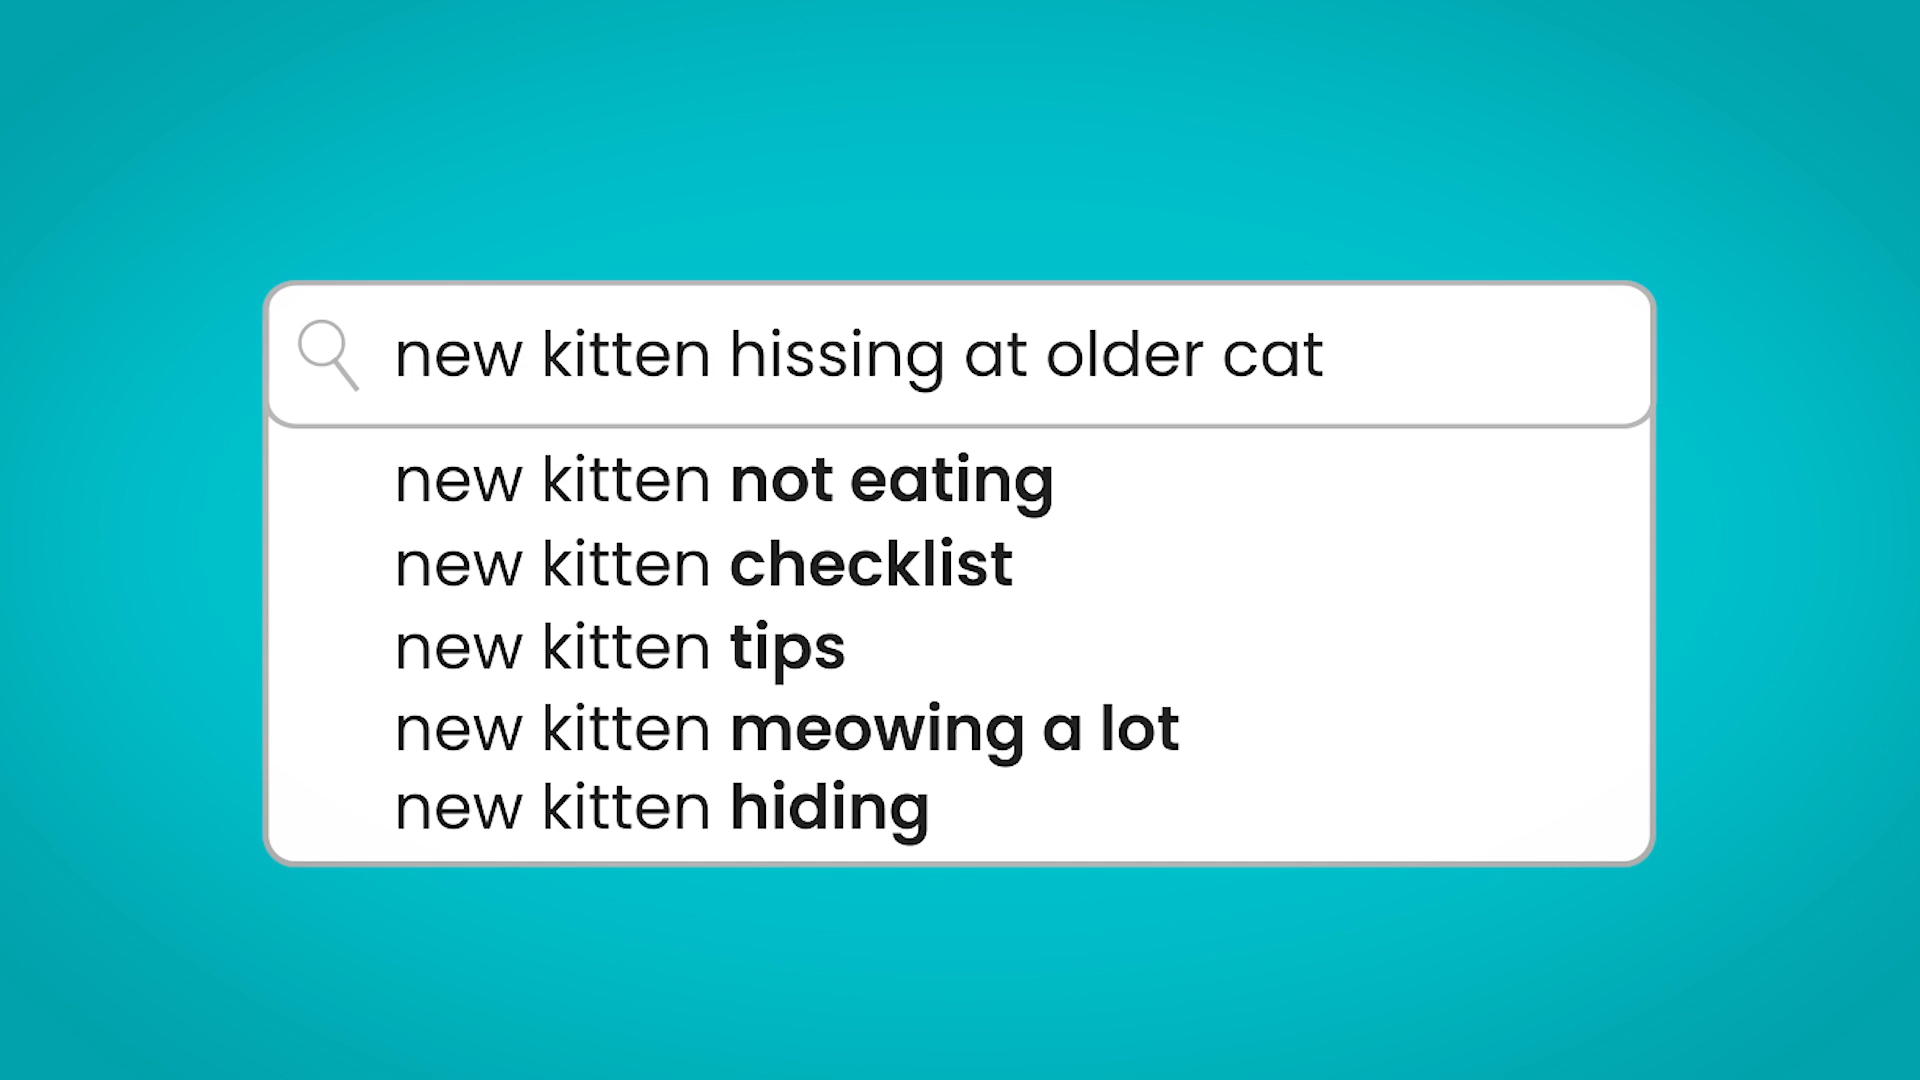 new kitten hissing at older cat
new kitten not eating
new kitten checklist
new kitten tips
new kitten meowing a lot
new kitten hiding